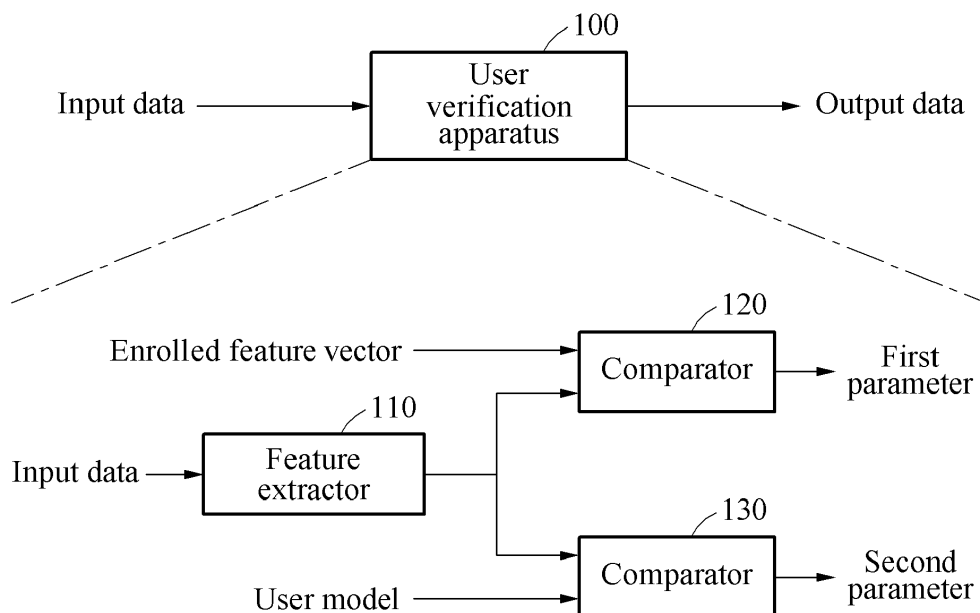 100
User
verification
apparatus
Input data
Output data
120
Enrolled feature vector
Comparator
First
parameter
110
Input data
Feature
extractor
130
User model
Comparator
Second
parameter